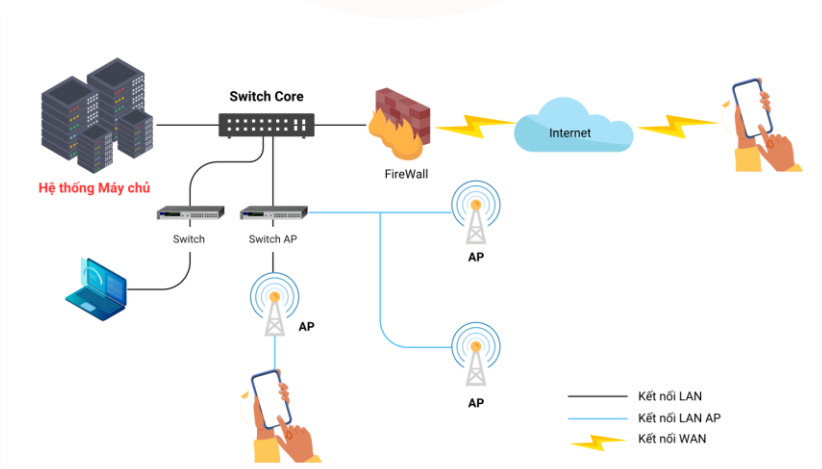 Switch Core
Hệ thống Máy chủ
FireWall
Internet
Switch
Switch AP
AP
AP
AP
Kết nối LAN
Kết nối LAN AP
Kết nối WAN